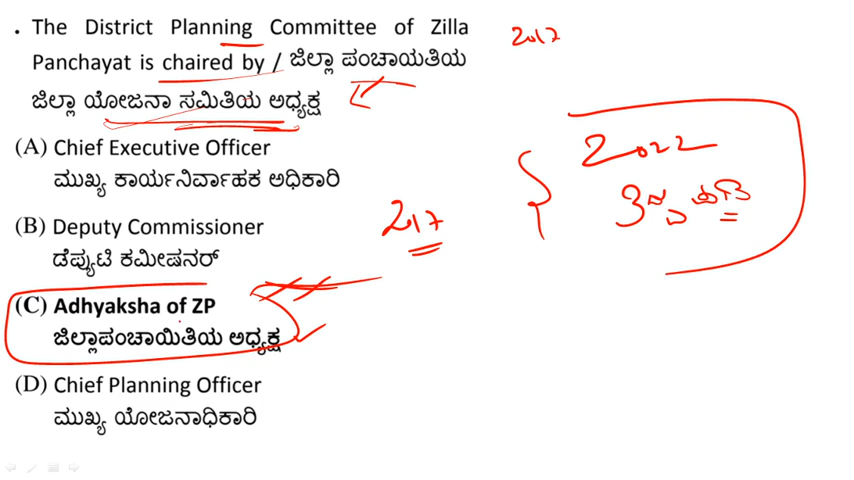 . The District Planning Committee of Zilla
Panchayat is chaired by / ಜಿಲ್ಲಾ ಪಂಚಾಯತಿಯ
ಜಿಲ್ಲಾ ಯೋಜನಾ ಸಮಿತಿಯ ಅಧ್ಯಕ್ಷ
(A) Chief Executive Officer
ಮುಖ್ಯ ಕಾರ್ಯನಿರ್ವಾಹಕ ಅಧಿಕಾರಿ
(B) Deputy Commissioner
ಡೆಪ್ಯುಟಿ ಕಮೀಷನರ್
(C) Adhyaksha of ZP
ಜಿಲ್ಲಾಪಂಚಾಯಿತಿಯ ಅಧ್ಯಕ್ಷ
(D) Chief Planning Officer
ಮುಖ್ಯ ಯೋಜನಾಧಿಕಾರಿ
2017
2022
217